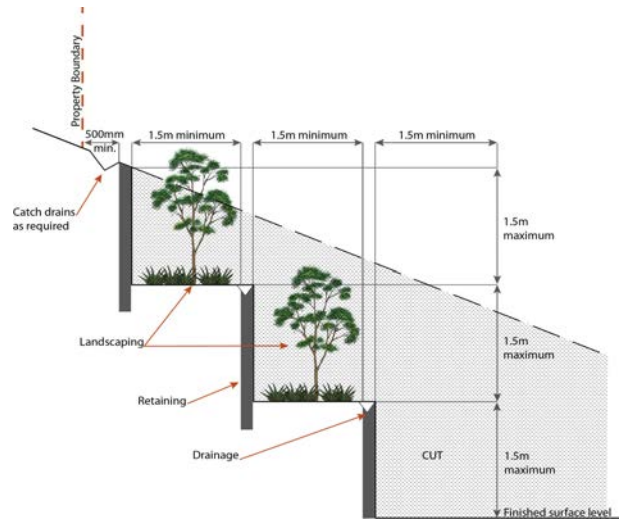 Property Boundary
500mm
min.
1.5m minimum
1.5m minimum
1.5m minimum
Catch drains
as required
1.5m
maximum
Landscaping
1.5m
maximum
Retaining
Drainage
CUT
1.5m
maximum
Finished surface level